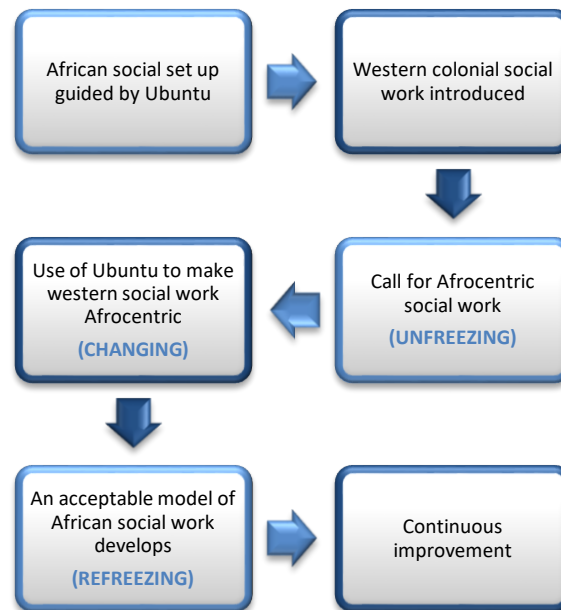 African social set up
guided by Ubuntu
Western colonial social
work introduced
Call for Afrocentric
social work
(UNFREEZING)
Use of Ubuntu to make
western social work
Afrocentric
(CHANGING)
An acceptable model of
African social work
develops
(REFREEZING)
Continuous
improvement